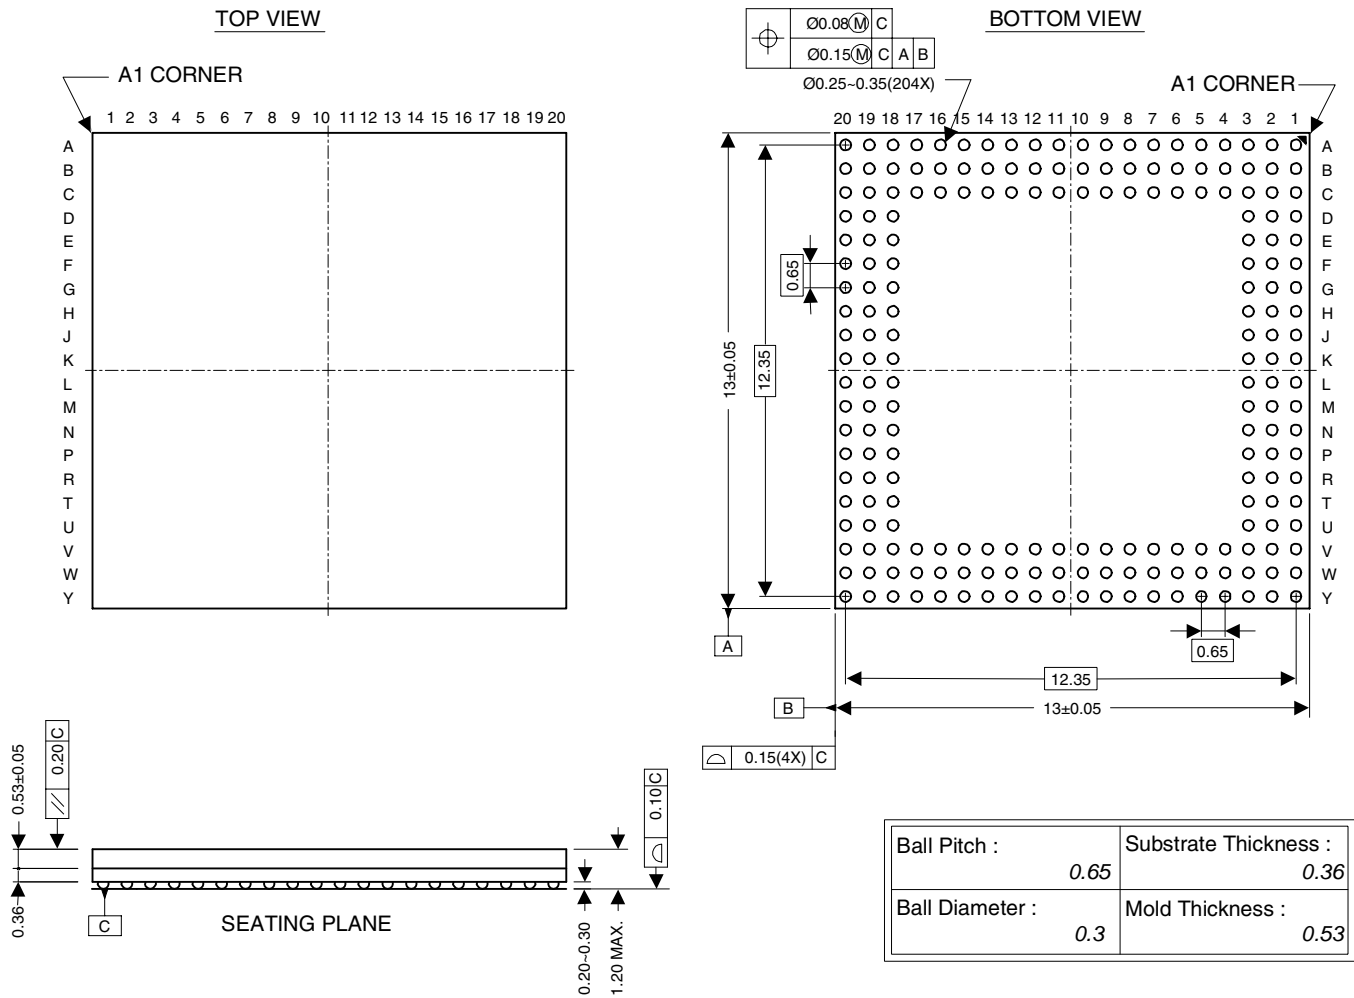 TOP VIEW
A1 CORNER
1 2 3 4 5 6 7 8 9 10 11 12 13 14 15 16 17 18 19 20
A
B
C
D
E
F
G
H
J
K
L
M
N
P
R
T
U
V
W
Y
BOTTOM VIEW
Ø0.08 M C
Ø0.15 M C A B
Ø0.25~0.35(204X)
A1 CORNER
20 19 18 17 16 15 14 13 12 11 10 9 8 7 6 5 4 3 2 1
A
B
C
D
E
F
G
H
J
K
L
M
N
P
R
T
U
V
W
Y
0.65
13±0.05
12.35
A
0.65
12.35
B
13±0.05
0.15(4X) C
0.53±0.05
0.20 C
0.36
C
SEATING PLANE
0.10 C
0.20~0.30
1.20 MAX.
Ball Pitch : 0.65
Substrate Thickness : 0.36
Ball Diameter : 0.3
Mold Thickness : 0.53